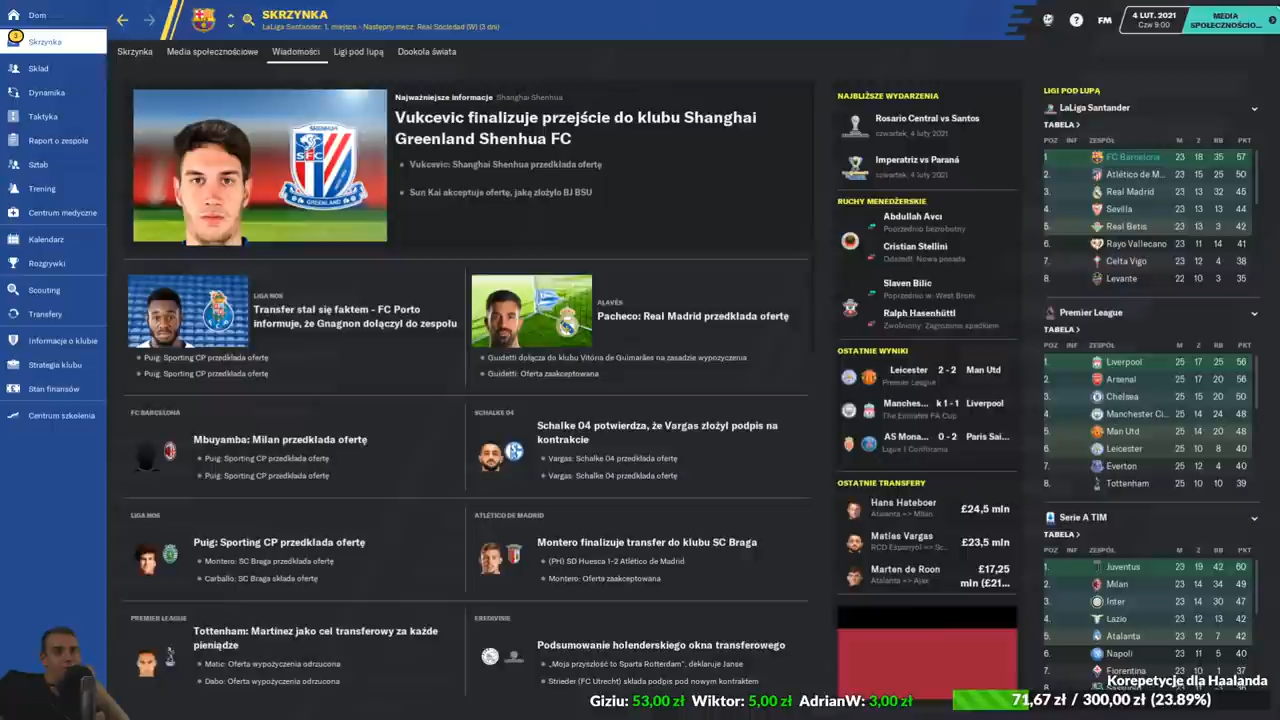 Dom
3
Skrzynka
Skład
Dynamika
Taktyka
Raport o zespole
Sztab
Trening
Centrum medyczne
Kalendarz
Rozgrywki
Scouting
Transfery
Informacje o klubie
Strategia klubu
Stan finansów
Centrum szkolenia
SKRZYNKA
LaLiga Santander: 1. miejsce - Następny mecz: Real Sociedad (W) (3 dni)
FM
4 LUT. 2021
Czw 9:00
MEDIA
SPOŁECZNOŚCIO...
Skrzynka
Media społecznościowe
Wiadomości
Ligi pod lupą
Dookoła świata
Najważniejsze informacje Shanghai Shenhua
Vukcevic finalizuje przejście do klubu Shanghai
Greenland Shenhua FC
Vukcevic: Shanghai Shenhua przedkłada ofertę
Sun Kai akceptuje ofertę, jaką złożyło BJ BSU
LIGA NOS
Transfer stał się faktem - FC Porto
informuje, że Gnagnon dołączył do zespołu
Puig: Sporting CP przedkłada ofertę
Puig: Sporting CP przedkłada ofertę
ALAVÉS
Pacheco: Real Madrid przedkłada ofertę
Guidetti dołącza do klubu Vitória de Guimarães na zasadzie wypożyczenia
Guidetti: Oferta zaakceptowana
FC BARCELONA
Mbuyamba: Milan przedkłada ofertę
Puig: Sporting CP przedkłada ofertę
Puig: Sporting CP przedkłada ofertę
SCHALKE 04
Schalke 04 potwierdza, że Vargas złożył podpis na
kontrakcie
Vargas: Schalke 04 przedkłada ofertę
Vargas: Schalke 04 przedkłada ofertę
LIGA NOS
Puig: Sporting CP przedkłada ofertę
Montero: SC Braga przedkłada ofertę
Carballo: SC Braga składa ofertę
ATLÉTICO DE MADRID
Montero finalizuje transfer do klubu SC Braga
(PH) SD Huesca 1-2 Atlético de Madrid
Montero: Oferta zaakceptowana
PREMIER LEAGUE
Tottenham: Martinez jako cel transferowy za każde
pieniądze
Matic: Oferta wypożyczenia odrzucona
Dabo: Oferta wypożyczenia odrzucona
EREDIVISIE
Podsumowanie holenderskiego okna transferowego
„Moja przyszłość to Sparta Rotterdam”, deklaruje Janse
Strieder (FC Utrecht) składa podpis pod nowym kontraktem
NAJBLIŻSZE WYDARZENIA
Rosario Central vs Santos
czwartek, 4 luty 2021
Imperatriz vs Paraná
czwartek, 4 luty 2021
RUCHY MENEDŻERSKIE
Abdullah Avcı
Poprzednio bezrobotny
Cristian Stellini
Odszedł: Nowa posada
Slaven Bilic
Poprzednio w: West Brom
Ralph Hasenhüttl
Zwolniony: Zagrożona spadkiem
OSTATNIE WYNIKI
Leicester 2 - 2 Man Utd
Premier League
Manches... k 1 - 1 Liverpool
The Emirates FA Cup
AS Mona... 0 - 2 Paris Sai...
Ligue 1 Conforama
OSTATNIE TRANSFERY
Hans Hateboer
Atalanta => Milan
£24,5 mln
Matías Vargas
RCD Espanyol => Sc...
£23,5 mln
Marten de Roon
Atalanta => Ajax
£17,25
mln (£21...
LIGI POD LUPĄ
LaLiga Santander
TABELA
POZ INF ZESPÓŁ M Z RB PKT
1. FC Barcelona 23 18 35 57
2. Atlético de M... 23 15 25 50
3. Real Madrid 23 13 32 45
4. Sevilla 23 13 13 44
5. Real Betis 23 13 9 42
6. Rayo Vallecano 23 11 14 41
7. Celta Vigo 23 12 4 38
8. Levante 22 10 3 35
Premier League
TABELA
POZ INF ZESPÓŁ M Z RB PKT
1. Liverpool 25 17 25 56
2. Arsenal 25 17 20 56
3. Chelsea 25 15 20 50
4. Manchester Ci... 25 14 24 48
5. Man Utd 25 14 20 48
6. Leicester 25 10 8 40
7. Everton 25 12 4 40
8. Tottenham 25 10 10 39
Serie A TIM
TABELA
POZ INF ZESPÓŁ M Z RB PKT
1. Juventus 23 19 42 60
2. Milan 23 14 34 49
3. Inter 23 14 30 47
4. Lazio 23 12 13 42
5. Atalanta 23 12 7 42
6. Napoli 23 11 5 40
7. Fiorentina 23 10 1 37
Korepetycje dla Haalanda
Giziu: 53,00 zł Wiktor: 5,00 zł AdrianW: 3,00 zł
71,67 zł / 300,00 zł (23.89%)